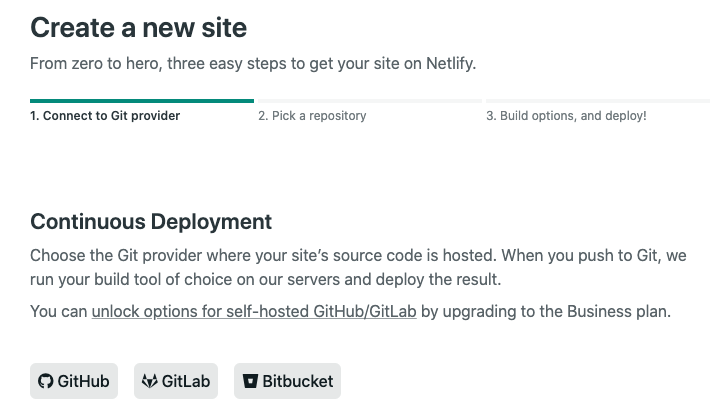 Create a new site
From zero to hero, three easy steps to get your site on Netlify.
1. Connect to Git provider
2. Pick a repository
3. Build options, and deploy!
Continuous Deployment
Choose the Git provider where your site’s source code is hosted. When you push to Git, we
run your build tool of choice on our servers and deploy the result.
You can unlock options for self-hosted GitHub/GitLab by upgrading to the Business plan.
GitHub
GitLab
Bitbucket